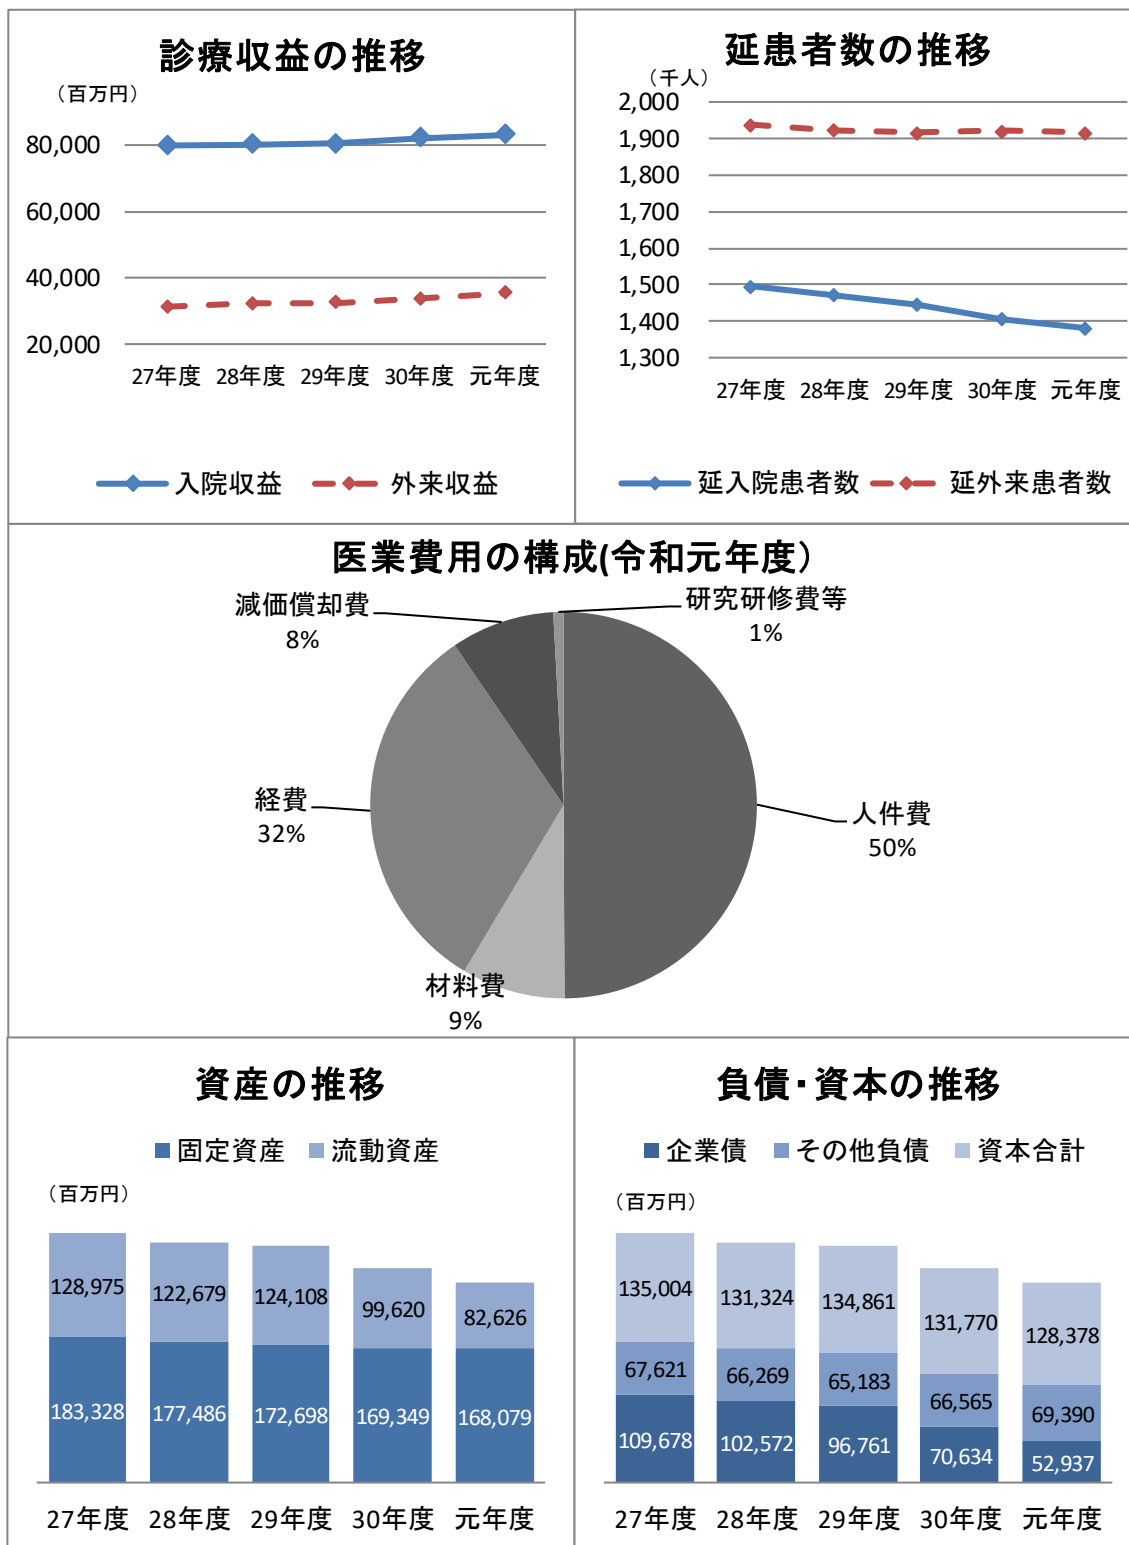 診療収益の推移
（百万円）
80,000
60,000
40,000
20,000
27年度 28年度 29年度 30年度 元年度
入院収益 外来収益
延患者数の推移
（千人）
2,000
1,900
1,800
1,700
1,600
1,500
1,400
1,300
27年度 28年度 29年度 30年度 元年度
延入院患者数 延外来患者数
医業費用の構成(令和元年度）
減価償却費
8%
研究研修費等
1%
経費
32%
人件費
50%
材料費
9%
資産の推移
固定資産 流動資産
（百万円）
128,975 122,679 124,108 99,620 82,626
183,328 177,486 172,698 169,349 168,079
27年度 28年度 29年度 30年度 元年度
負債・資本の推移
企業債 その他負債 資本合計
（百万円）
135,004 131,324 134,861 131,770 128,378
67,621 66,269 65,183 66,565 69,390
109,678 102,572 96,761 70,634 52,937
27年度 28年度 29年度 30年度 元年度